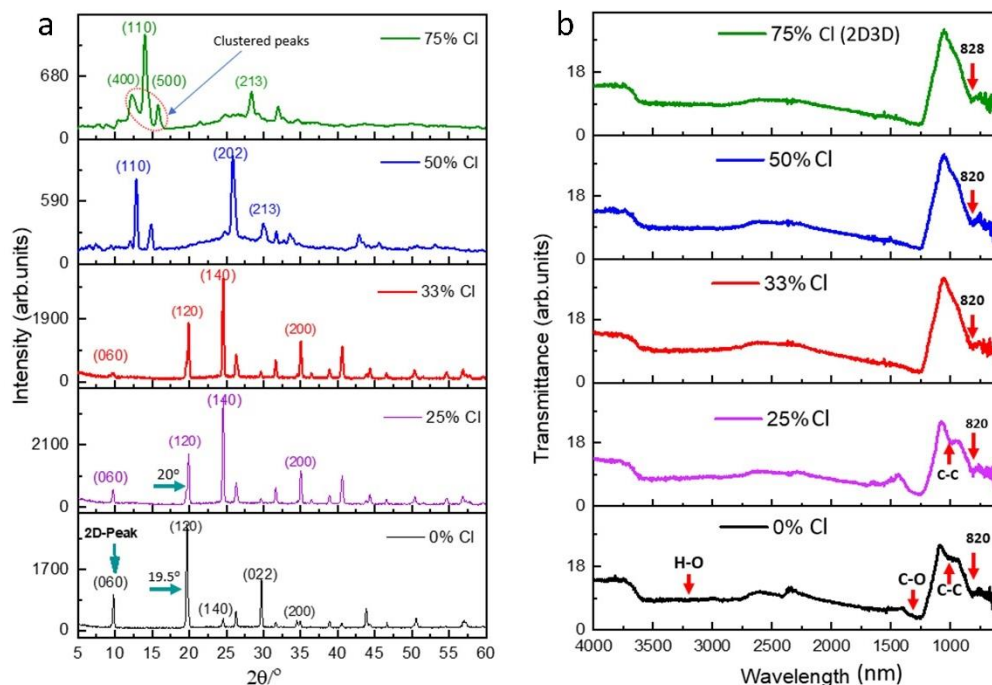 a
Intensity (arb.units)
(110)
Clustered peaks
75% Cl
(400)
(500)
(213)
680
0
(110)
(202)
50% Cl
(213)
590
0
(140)
33% Cl
(120)
(200)
(060)
1900
0
(140)
25% Cl
(120)
(060)
20°
(200)
2100
0
2D-Peak
(120)
0% Cl
(060)
19.5°
(022)
(140)
(200)
1700
0
5 10 15 20 25 30 35 40 45 50 55 60
2θ/°
b
Transmittance (arb.units)
75% Cl (2D3D)
828
18
0
50% Cl
820
18
0
33% Cl
820
18
0
25% Cl
820
C-C
18
0
0% Cl
820
H-O
C-O
C-C
18
0
4000 3500 3000 2500 2000 1500 1000
Wavelength (nm)